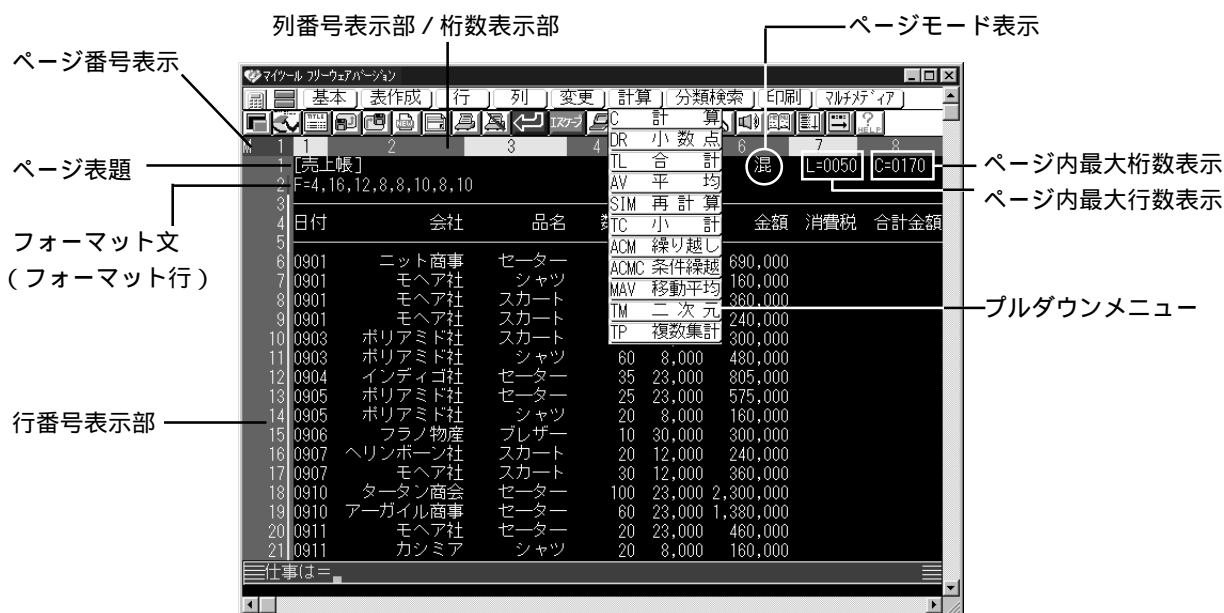 列番号表示部 / 桁数表示部
ページモード表示
ページ番号表示
マイツール フリーウェアバージョン
基本 表作成 行 列 変更 計算 分類検索 印刷 マルチメディア
TITLE エスケープ HELP
M 1 1 2 3 4 6 7 8
ページ表題
1 [売上帳] 混 L=0050 C=0170
ページ内最大桁数表示
2 F=4,16,12,8,8,10,8,10
ページ内最大行数表示
3
4 日付 会社 品名 数 金額 消費税 合計金額
フォーマット文
(フォーマット行)
5
6 0901 ニット商事 セーター 690,000
7 0901 モヘア社 シャツ 160,000
8 0901 モヘア社 スカート 360,000
9 0901 モヘア社 スカート 240,000
10 0903 ポリアミド社 スカート 300,000
11 0903 ポリアミド社 シャツ 60 8,000 480,000
12 0904 インディゴ社 セーター 35 23,000 805,000
13 0905 ポリアミド社 セーター 25 23,000 575,000
14 0905 ポリアミド社 シャツ 20 8,000 160,000
15 0906 フラノ物産 ブレザー 10 30,000 300,000
16 0907 ヘリンボーン社 スカート 20 12,000 240,000
17 0907 モヘア社 スカート 30 12,000 360,000
18 0910 タータン商会 セーター 100 23,000 2,300,000
19 0910 アーガイル商事 セーター 60 23,000 1,380,000
20 0911 モヘア社 セーター 20 23,000 460,000
21 0911 カシミア シャツ 20 8,000 160,000
仕事は=
C 計算
DR 小数点
TL 合計
AV 平均
SIM 再計算
TC 小計
ACM 繰り越し
ACMC 条件繰越
MAV 移動平均
TM 二次元
TP 複数集計
プルダウンメニュー
行番号表示部